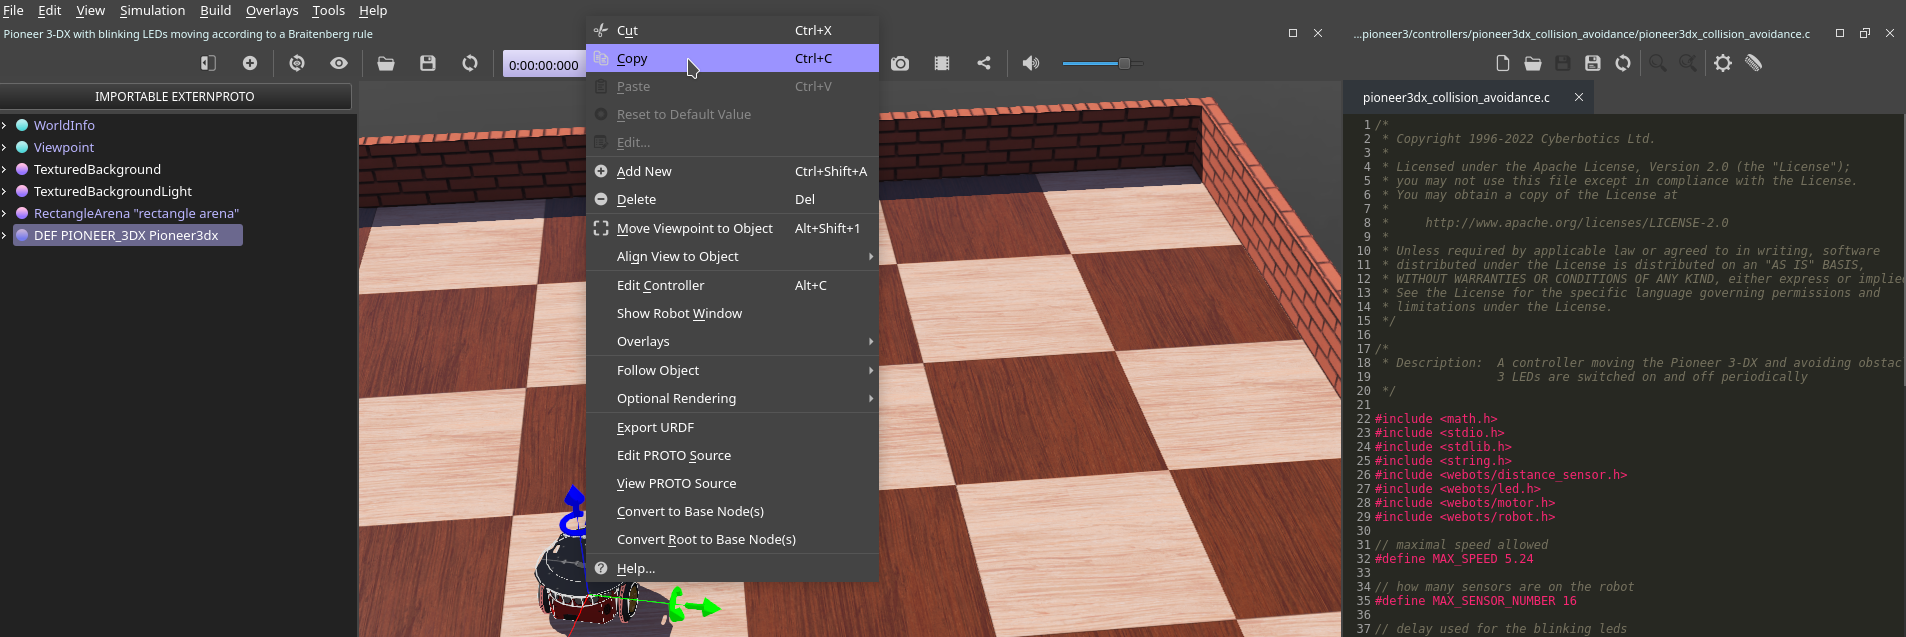 File Edit View Simulation Build Overlays Tools Help
Pioneer 3-DX with blinking LEDs moving according to a Braitenberg rule
0:00:00:000
IMPORTABLE EXTERNPROTO
WorldInfo
Viewpoint
TexturedBackground
TexturedBackgroundLight
RectangleArena "rectangle arena"
DEF PIONEER_3DX Pioneer3dx
Cut Ctrl+X
Copy Ctrl+C
Paste Ctrl+V
Reset to Default Value
Edit...
Add New Ctrl+Shift+A
Delete Del
Move Viewpoint to Object Alt+Shift+1
Align View to Object
Edit Controller Alt+C
Show Robot Window
Overlays
Follow Object
Optional Rendering
Export URDF
Edit PROTO Source
View PROTO Source
Convert to Base Node(s)
Convert Root to Base Node(s)
Help...
...pioneer3/controllers/pioneer3dx_collision_avoidance/pioneer3dx_collision_avoidance.c
pioneer3dx_collision_avoidance.c
1 /*
2 * Copyright 1996-2022 Cyberbotics Ltd.
3 *
4 * Licensed under the Apache License, Version 2.0 (the "License");
5 * you may not use this file except in compliance with the License.
6 * You may obtain a copy of the License at
7 *
8 *     http://www.apache.org/licenses/LICENSE-2.0
9 *
10 * Unless required by applicable law or agreed to in writing, software
11 * distributed under the License is distributed on an "AS IS" BASIS,
12 * WITHOUT WARRANTIES OR CONDITIONS OF ANY KIND, either express or implie
13 * See the License for the specific language governing permissions and
14 * limitations under the License.
15 */
16
17 /*
18 * Description:  A controller moving the Pioneer 3-DX and avoiding obstac
19                3 LEDs are switched on and off periodically
20 */
21
22 #include <math.h>
23 #include <stdio.h>
24 #include <stdlib.h>
25 #include <string.h>
26 #include <webots/distance_sensor.h>
27 #include <webots/led.h>
28 #include <webots/motor.h>
29 #include <webots/robot.h>
30
31 // maximal speed allowed
32 #define MAX_SPEED 5.24
33
34 // how many sensors are on the robot
35 #define MAX_SENSOR_NUMBER 16
36
37 // delay used for the blinking leds